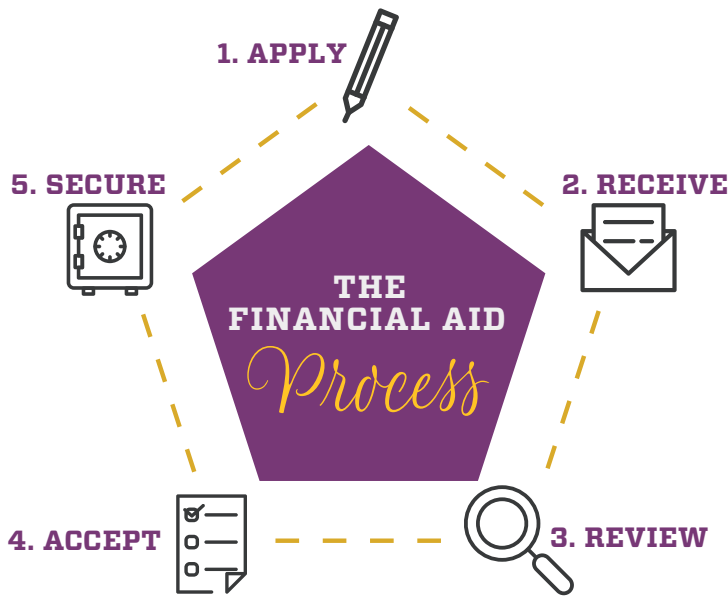 THE
FINANCIAL AID
Process
1. APPLY
2. RECEIVE
3. REVIEW
4. ACCEPT
5. SECURE